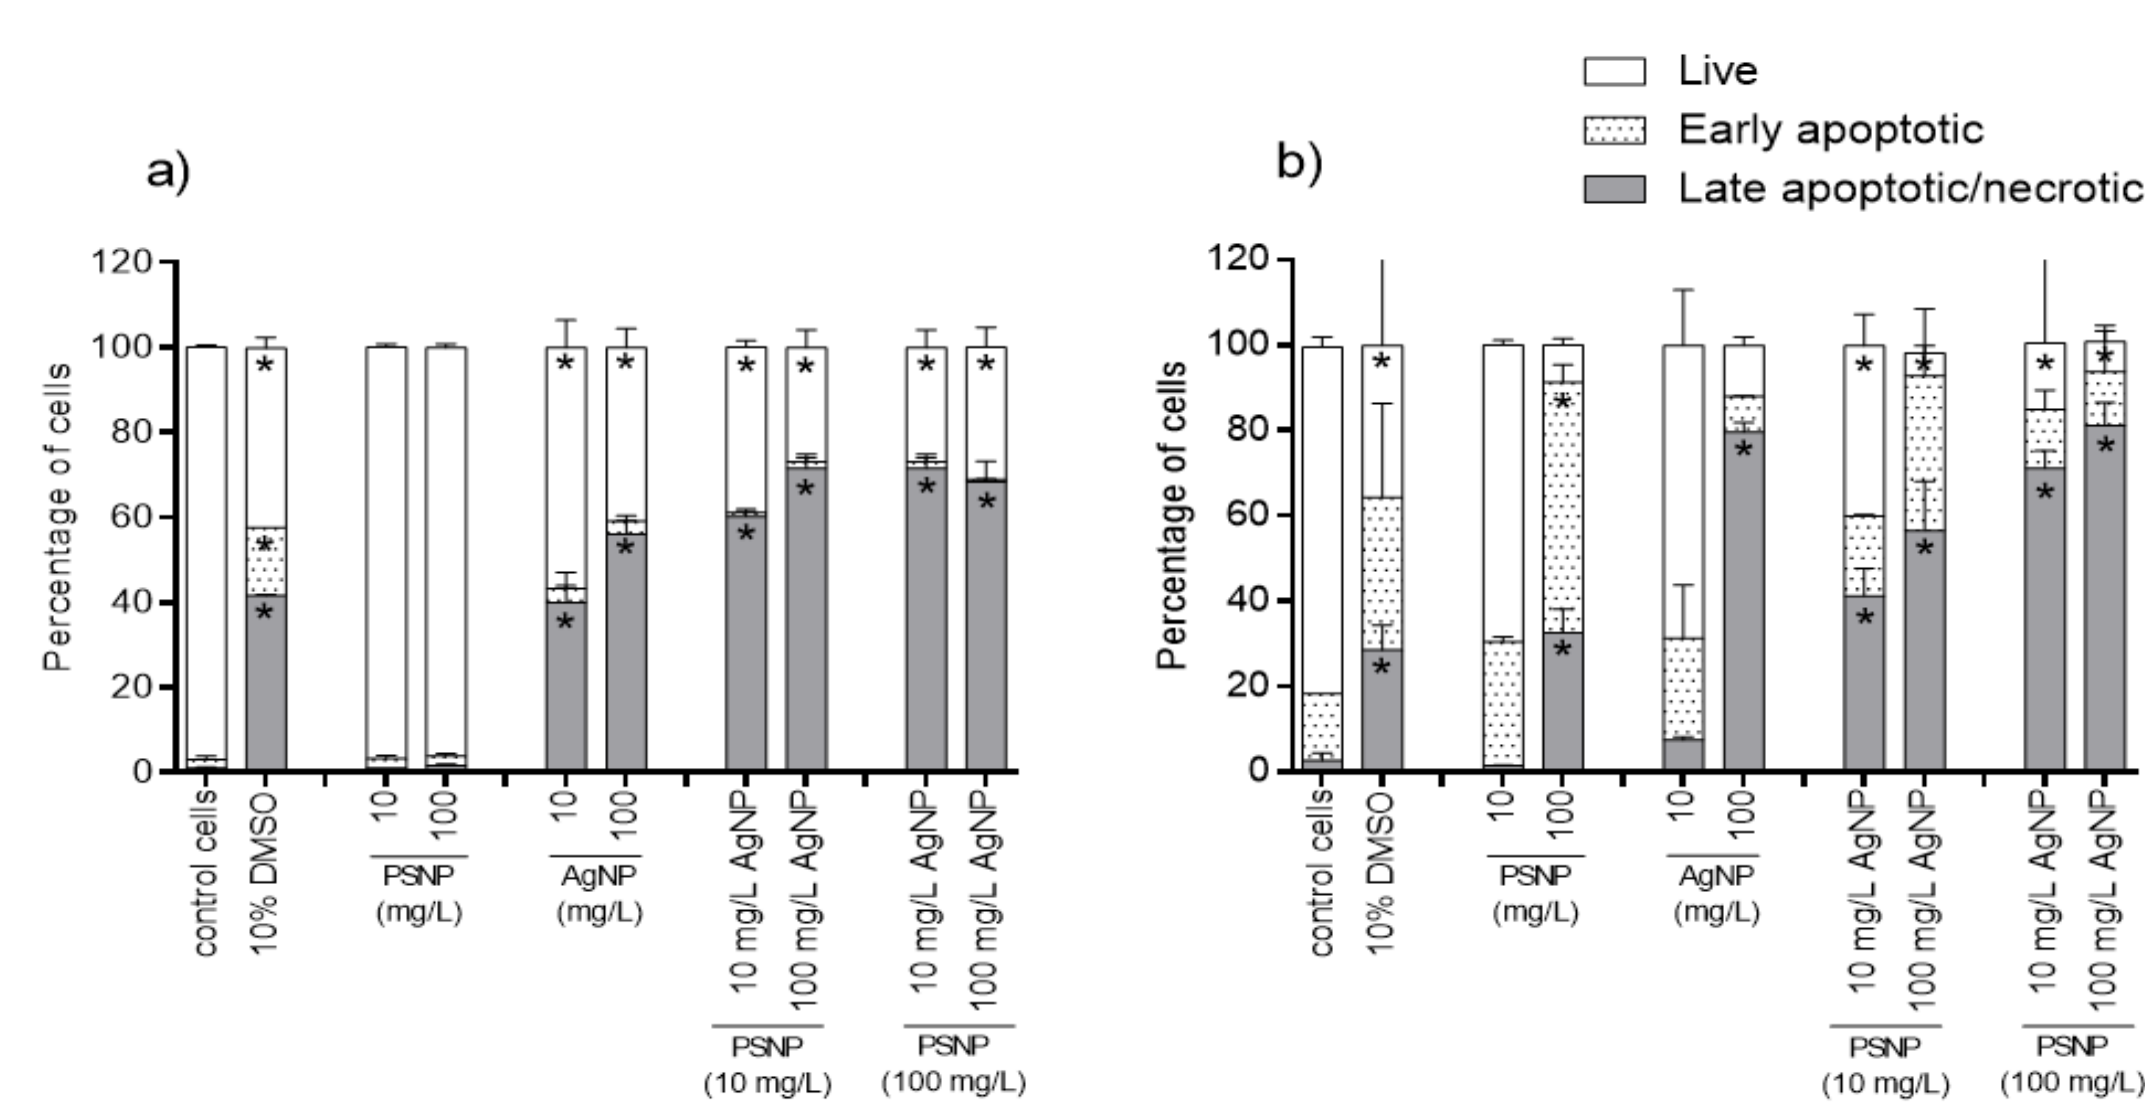 Live
Early apoptotic
Late apoptotic/necrotic
a)
Percentage of cells
120
100
80
60
40
20
0
control cells
10% DMSO
10
100
PSNP
(mg/L)
10
100
AgNP
(mg/L)
10 mg/L AgNP
100 mg/L AgNP
PSNP
(10 mg/L)
10 mg/L AgNP
100 mg/L AgNP
PSNP
(100 mg/L)
b)
Percentage of cells
120
100
80
60
40
20
0
control cells
10% DMSO
10
100
PSNP
(mg/L)
10
100
AgNP
(mg/L)
10 mg/L AgNP
100 mg/L AgNP
PSNP
(10 mg/L)
10 mg/L AgNP
100 mg/L AgNP
PSNP
(100 mg/L)